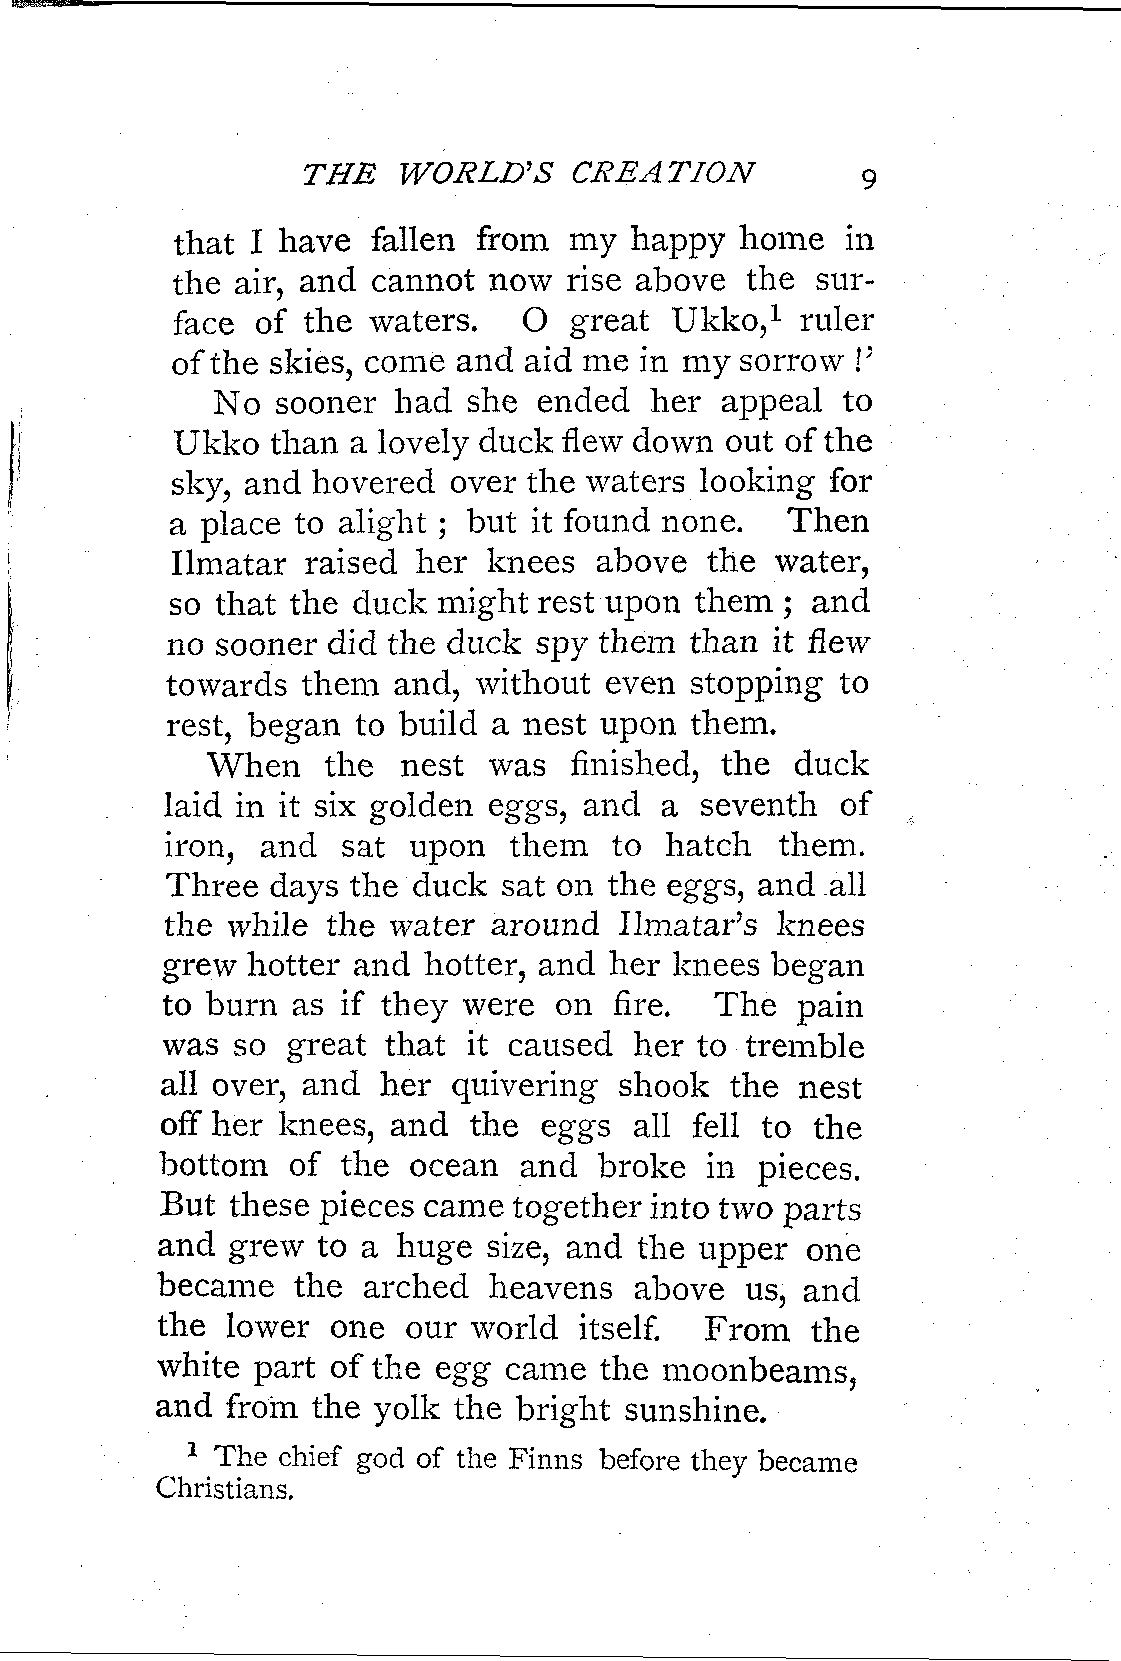 THE WORLD'S CREATION 9
that I have fallen from my happy home in
the air, and cannot now rise above the sur-
face of the waters. O great Ukko,¹ ruler
of the skies, come and aid me in my sorrow !'
No sooner had she ended her appeal to
Ukko than a lovely duck flew down out of the
sky, and hovered over the waters looking for
a place to alight ; but it found none. Then
Ilmatar raised her knees above the water,
so that the duck might rest upon them ; and
no sooner did the duck spy them than it flew
towards them and, without even stopping to
rest, began to build a nest upon them.
When the nest was finished, the duck
laid in it six golden eggs, and a seventh of
iron, and sat upon them to hatch them.
Three days the duck sat on the eggs, and all
the while the water around Ilmatar's knees
grew hotter and hotter, and her knees began
to burn as if they were on fire. The pain
was so great that it caused her to tremble
all over, and her quivering shook the nest
off her knees, and the eggs all fell to the
bottom of the ocean and broke in pieces.
But these pieces came together into two parts
and grew to a huge size, and the upper one
became the arched heavens above us, and
the lower one our world itself. From the
white part of the egg came the moonbeams,
and from the yolk the bright sunshine.
¹ The chief god of the Finns before they became
Christians.